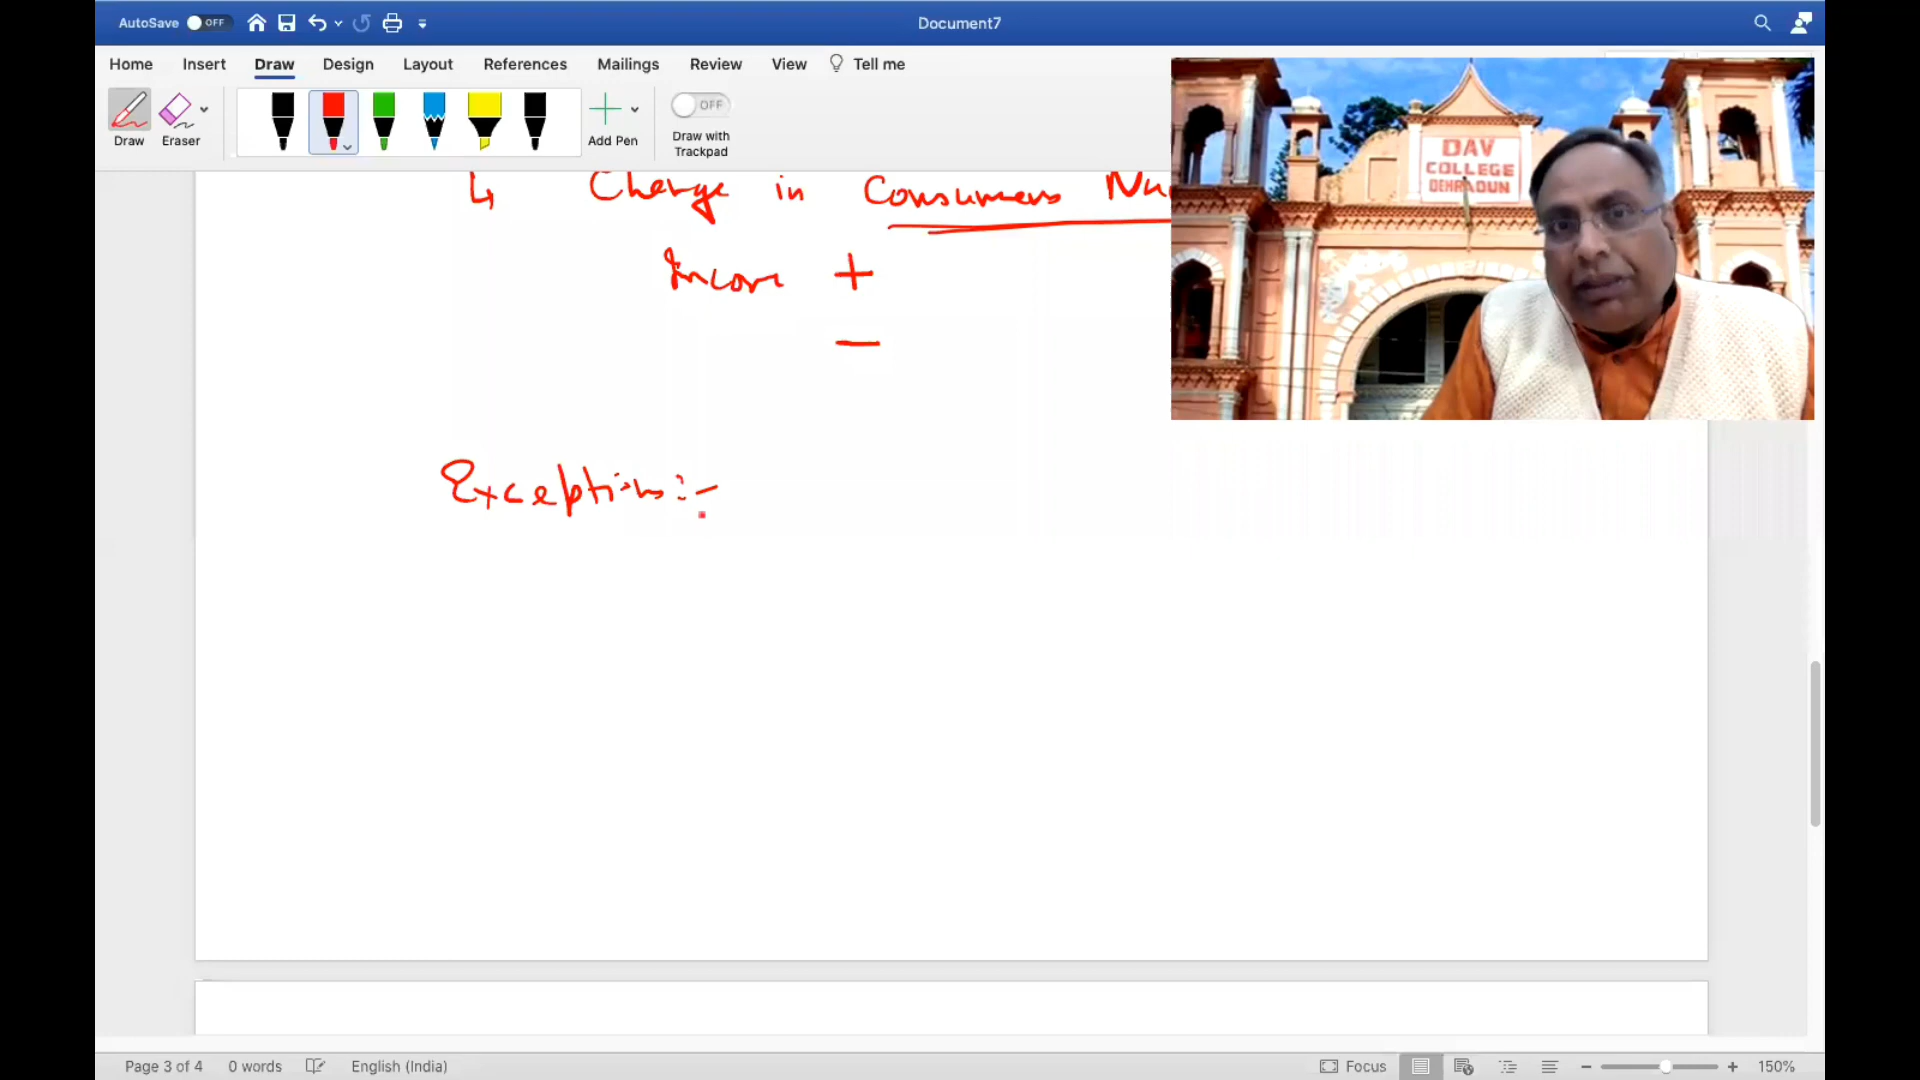 AutoSave OFF Document7
Home Insert Draw Design Layout References Mailings Review View Tell me
Draw Eraser Add Pen OFF Draw with Trackpad
DAV
COLLEGE
DEHRADUN
↳ Change in Consumers
Income +
−
Exceptions :-
Page 3 of 4 0 words English (India) Focus 150%